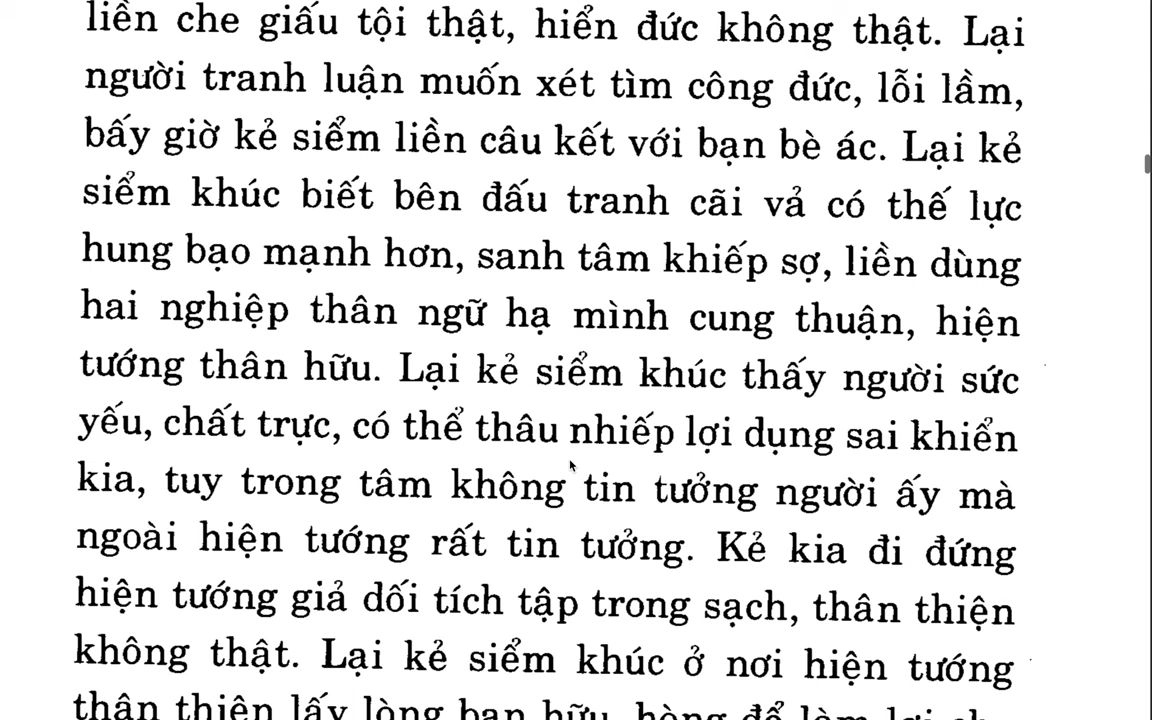 liền che giấu tội thật, hiển đức không thật. Lại
người tranh luận muốn xét tìm công đức, lỗi lầm,
bấy giờ kẻ siểm liền câu kết với bạn bè ác. Lại kẻ
siểm khúc biết bên đấu tranh cãi vả có thế lực
hung bạo mạnh hơn, sanh tâm khiếp sợ, liền dùng
hai nghiệp thân ngữ hạ mình cung thuận, hiện
tướng thân hữu. Lại kẻ siểm khúc thấy người sức
yếu, chất trực, có thể thâu nhiếp lợi dụng sai khiển
kia, tuy trong tâm không tin tưởng người ấy mà
ngoài hiện tướng rất tin tưởng. Kẻ kia đi đứng
hiện tướng giả dối tích tập trong sạch, thân thiện
không thật. Lại kẻ siểm khúc ở nơi hiện tướng
thân thiện lấy lòng bạn hữu, hòng để làm lợi